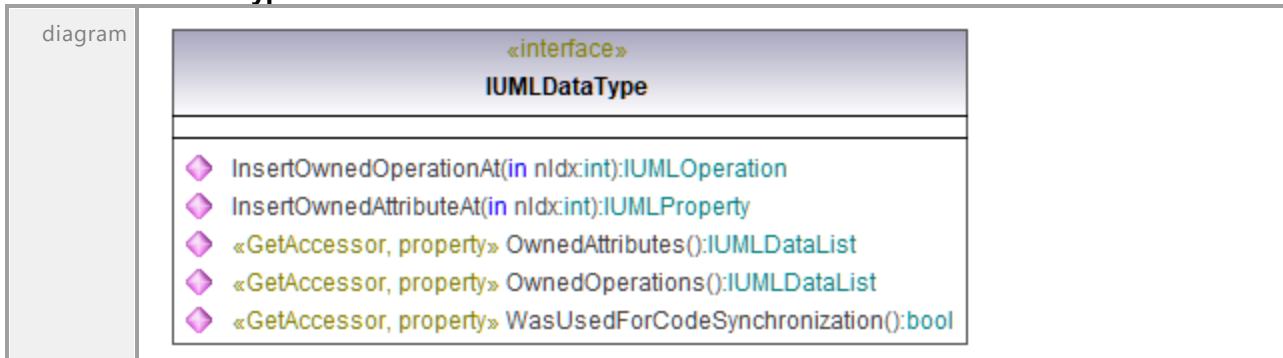 diagram
«interface»
IUMLDataType
InsertOwnedOperationAt(in nIdx:int):IUMLOperation
InsertOwnedAttributeAt(in nIdx:int):IUMLProperty
«GetAccessor, property» OwnedAttributes():IUMLDataList
«GetAccessor, property» OwnedOperations():IUMLDataList
«GetAccessor, property» WasUsedForCodeSynchronization():bool